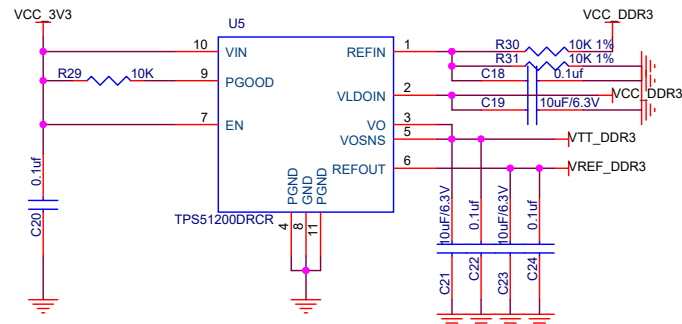 VCC_3V3
U5
VCC_DDR3
10
VIN
REFIN
1
R30
10K 1%
R29
10K
9
PGOOD
R31
10K 1%
C18
0.1uf
2
VLDOIN
VCC_DDR3
C19
10uF/6.3V
7
EN
VO
3
VOSNS
5
VTT_DDR3
REFOUT
6
VREF_DDR3
0.1uf
C20
PGND
GND
PGND
TPS51200DRCR
4
8
11
10uF/6.3V
0.1uf
10uF/6.3V
0.1uf
C21
C22
C23
C24